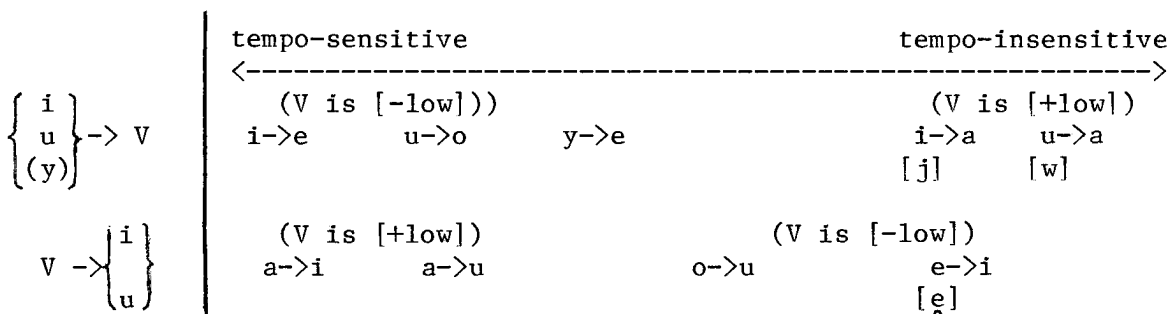 tempo-sensitive tempo-insensitive
<------------------------------------------------------------>
(V is [-low])) (V is [+low])
{ i u (y) } -> V i->e u->o y->e i->a u->a
[j] [w]
(V is [+low]) (V is [-low])
V -> { i u } a->i a->u o->u e->i
[e̯]